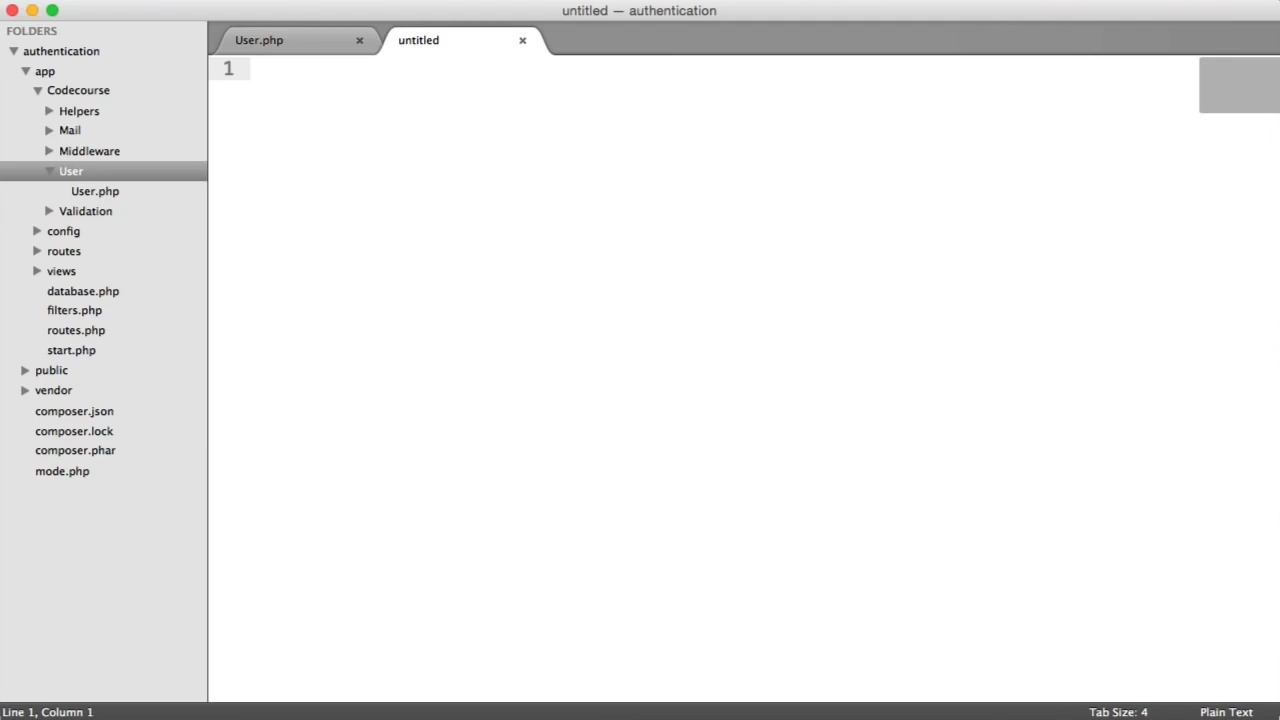 untitled — authentication
FOLDERS
authentication
app
Codecourse
Helpers
Mail
Middleware
User
User.php
Validation
config
routes
views
database.php
filters.php
routes.php
start.php
public
vendor
composer.json
composer.lock
composer.phar
mode.php
User.php
untitled
1
Line 1, Column 1
Tab Size: 4
Plain Text